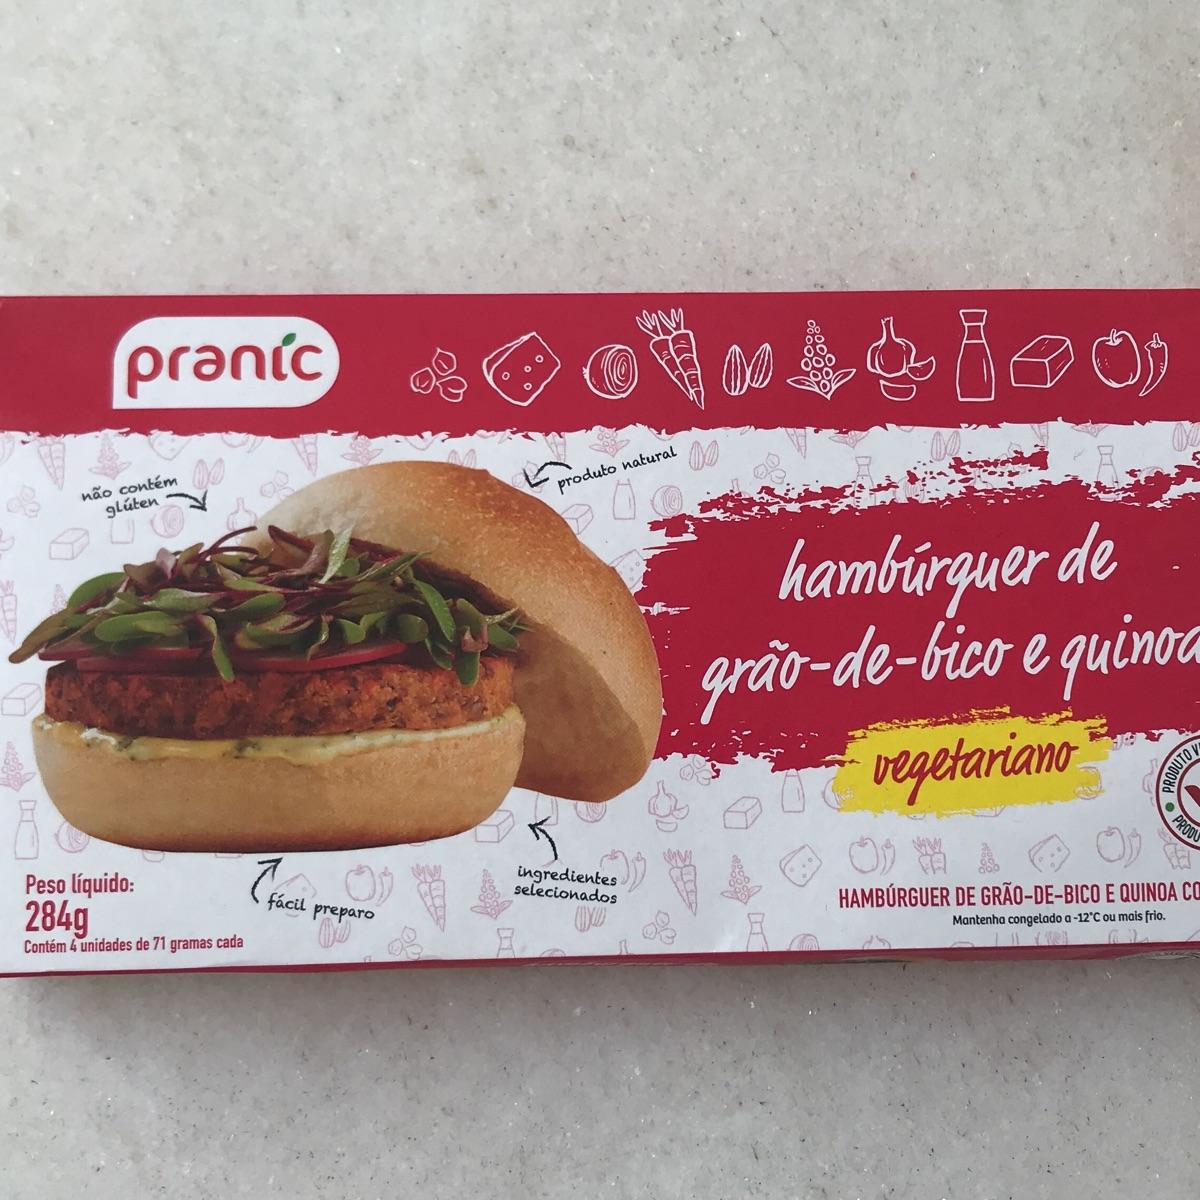 pranic
não contém
glúten
produto natural
hambúrguer de
grão-de-bico e quinoa
vegetariano
PRODUTO
ingredientes
selecionados
fácil preparo
Peso líquido:
284g
Contém 4 unidades de 71 gramas cada
HAMBÚRGUER DE GRÃO-DE-BICO E QUINOA CO
Mantenha congelado a -12°C ou mais frio.